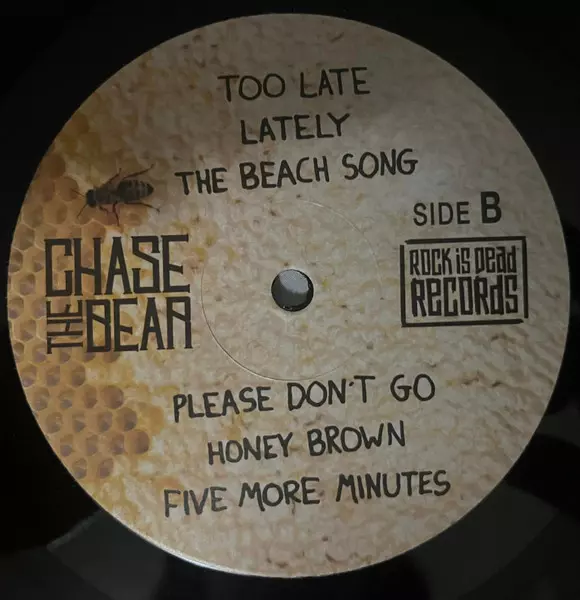 TOO LATE
LATELY
THE BEACH SONG
SIDE B
CHASE
THE BEAR
ROCK IS DEAD
RECORDS
PLEASE DON'T GO
HONEY BROWN
FIVE MORE MINUTES